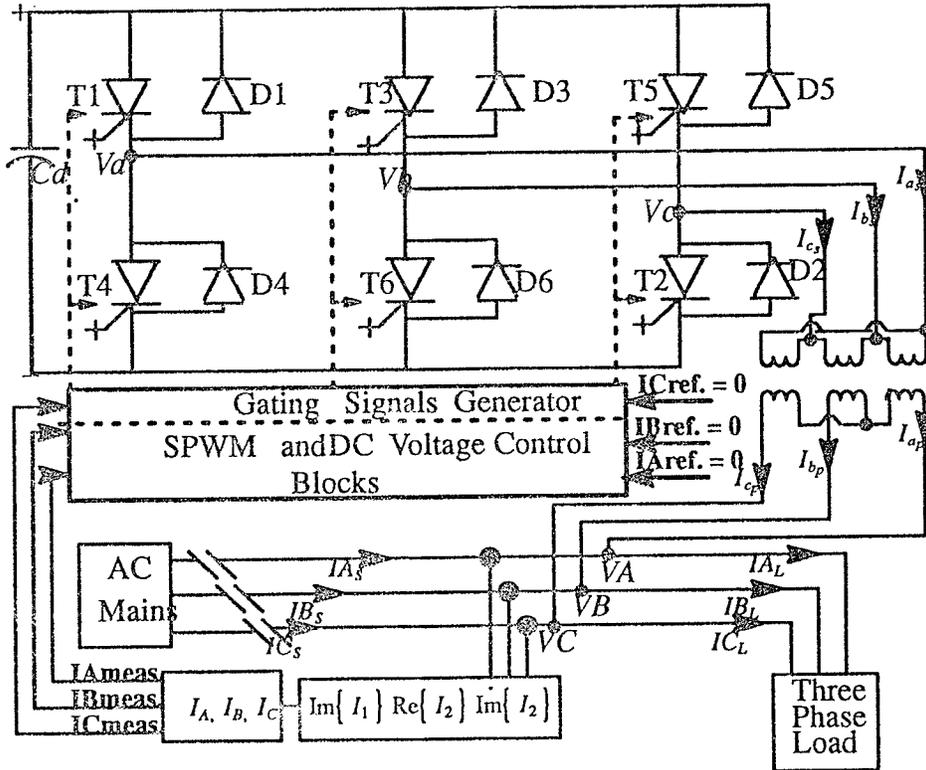 +
T1
D1
T3
D3
T5
D5
Cd
Va
Vb
Vc
Ias
Ibs
Ics
T4
D4
T6
D6
T2
D2
Gating Signals Generator
SPWM and DC Voltage Control
Blocks
ICref. = 0
IBref. = 0
IAref. = 0
Icp
Ibp
Iap
AC
Mains
IAs
IBs
ICs
VA
VB
VC
IAL
IBL
ICL
IAmeas
IBmeas
ICmeas
IA, IB, IC
Im{ I1 } Re{ I2 } Im{ I2 }
Three
Phase
Load